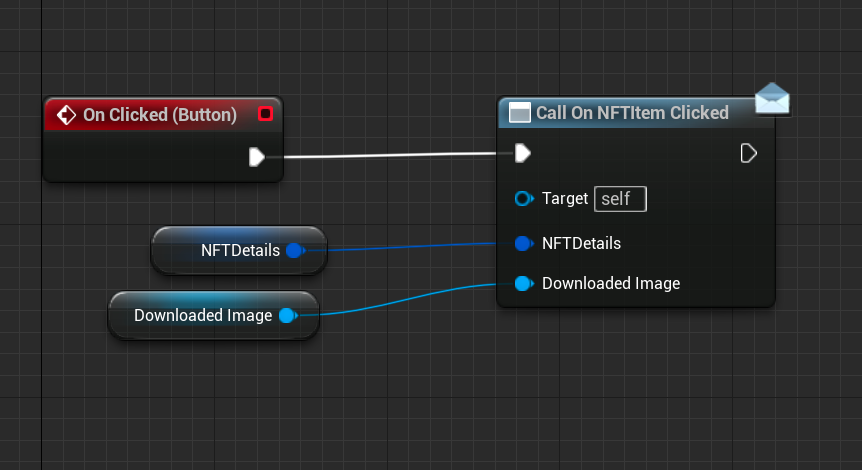 On Clicked (Button)
Call On NFTItem Clicked
Target self
NFTDetails
NFTDetails
Downloaded Image
Downloaded Image